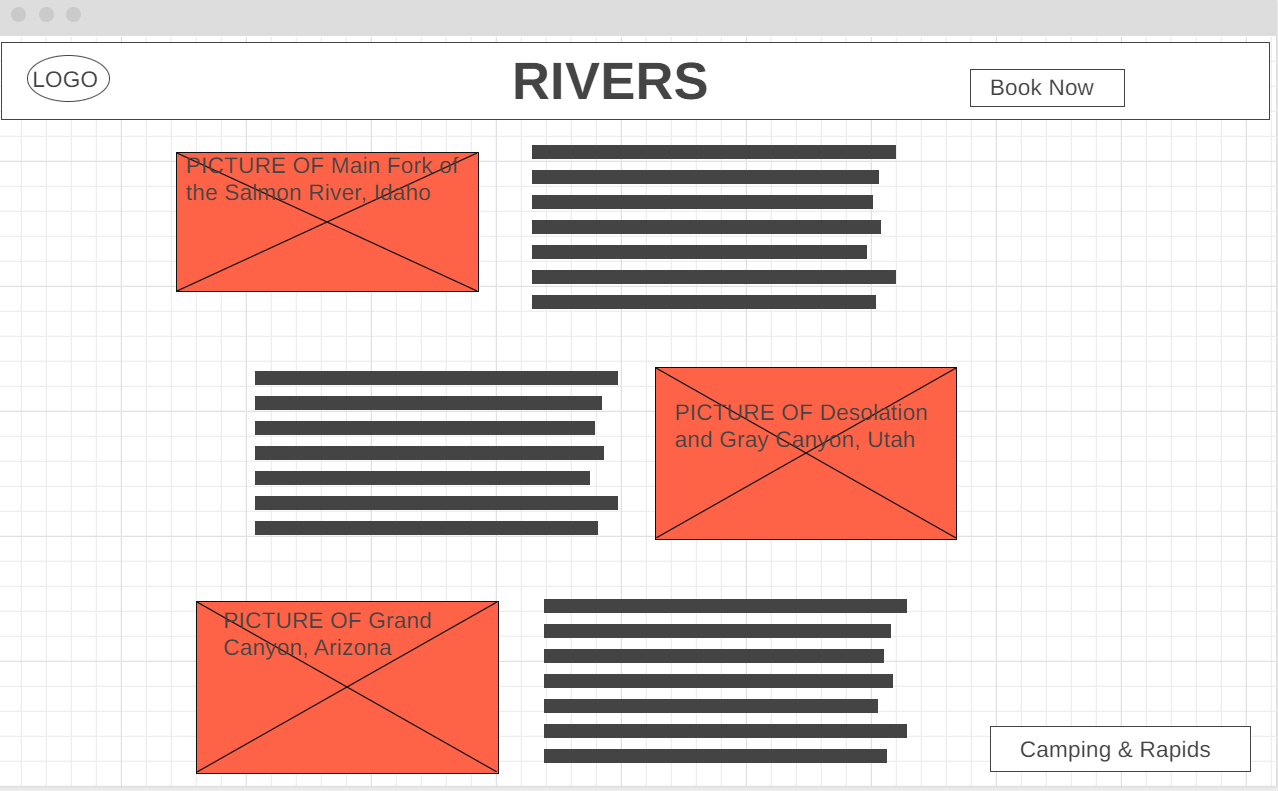 LOGO
RIVERS
Book Now
PICTURE OF Main Fork of
the Salmon River, Idaho
PICTURE OF Desolation
and Gray Canyon, Utah
PICTURE OF Grand
Canyon, Arizona
Camping & Rapids